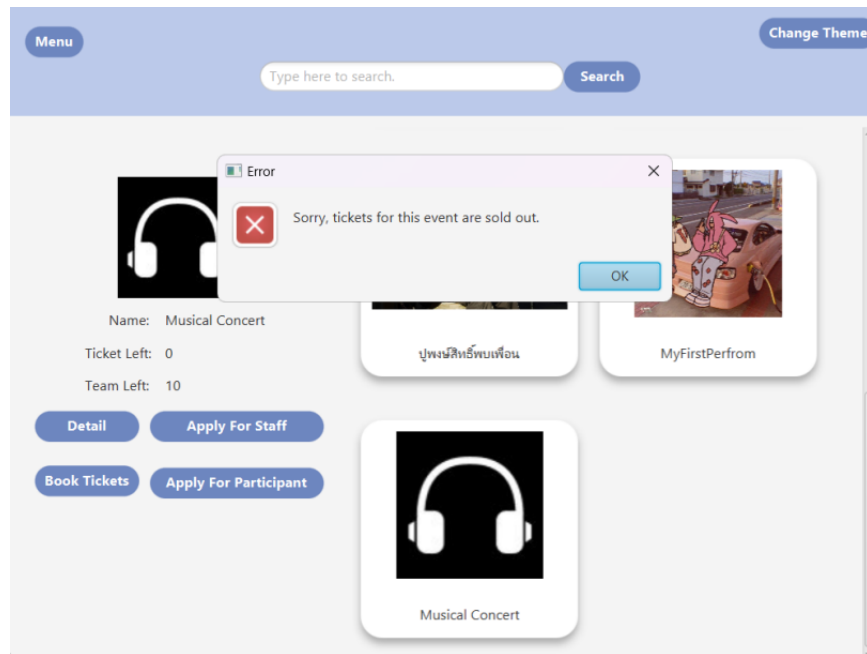 Menu
Change Theme
Type here to search.
Search
Error
Sorry, tickets for this event are sold out.
OK
Name: Musical Concert
Ticket Left: 0
Team Left: 10
Detail
Apply For Staff
Book Tickets
Apply For Participant
ปูพงษ์สิทธิ์พบเพื่อน
MyFirstPerfrom
Musical Concert